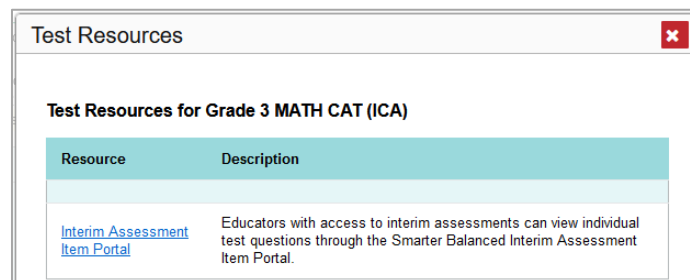 Test Resources
Test Resources for Grade 3 MATH CAT (ICA)
Resource Description
Educators with access to interim assessments can view individual
Interim Assessment test questions through the Smarter Balanced Interim Assessment
Item Portal Item Portal.